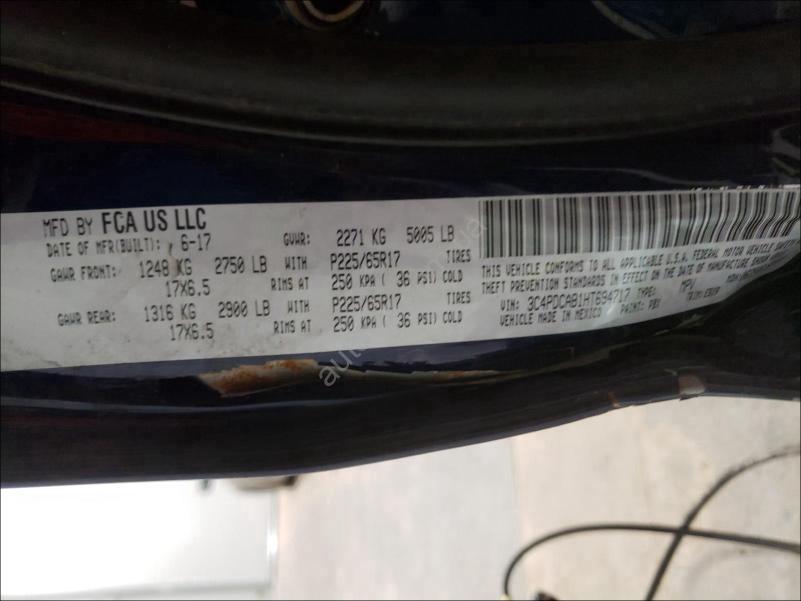 MFD BY FCA US LLC
DATE OF MFR(BUILT): 6-17 GVWR: 2271 KG 5005 LB
GAWR FRONT: 1248 KG 2750 LB WITH P225/65R17 TIRES
17X6.5 RIMS AT 250 KPA ( 36 PSI) COLD
GAWR REAR: 1316 KG 2900 LB WITH P225/65R17 TIRES
17X6.5 RIMS AT 250 KPA ( 36 PSI) COLD
THIS VEHICLE CONFORMS TO ALL APPLICABLE U.S.A. FEDERAL MOTOR VEHICLE SAFETY
THEFT PREVENTION STANDARDS IN EFFECT ON THE DATE OF MANUFACTURE SHOWN
VIN: 3C4PDCAB1HT694717 TYPE: MPV
VEHICLE MADE IN MEXICO PAINT: TRIM: